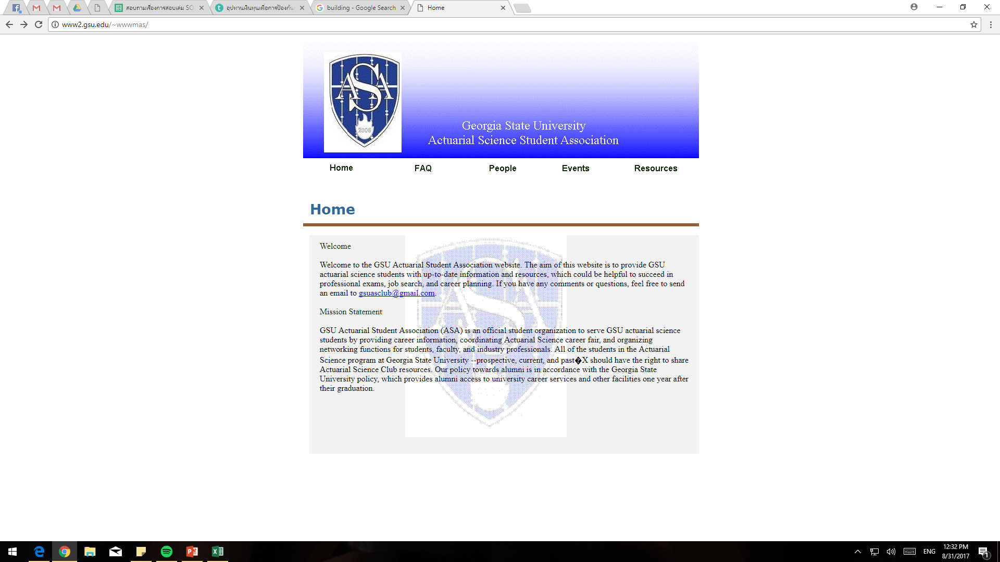 สอบถามเรื่องการสอบเล่ม SO
อุปทานเงินทุนเพื่อการป้องกัน
building - Google Search
Home
www2.gsu.edu/~wwwmas/
ASA
2006
Georgia State University
Actuarial Science Student Association
Home FAQ People Events Resources
Home
Welcome
Welcome to the GSU Actuarial Student Association website. The aim of this website is to provide GSU
actuarial science students with up-to-date information and resources, which could be helpful to succeed in
professional exams, job search, and career planning. If you have any comments or questions, feel free to send
an email to gsuasclub@gmail.com.
Mission Statement
GSU Actuarial Student Association (ASA) is an official student organization to serve GSU actuarial science
students by providing career information, coordinating Actuarial Science career fair, and organizing
networking functions for students, faculty, and industry professionals. All of the students in the Actuarial
Science program at Georgia State University --prospective, current, and past�X should have the right to share
Actuarial Science Club resources. Our policy towards alumni is in accordance with the Georgia State
University policy, which provides alumni access to university career services and other facilities one year after
their graduation.
ENG
12:32 PM
8/31/2017
1